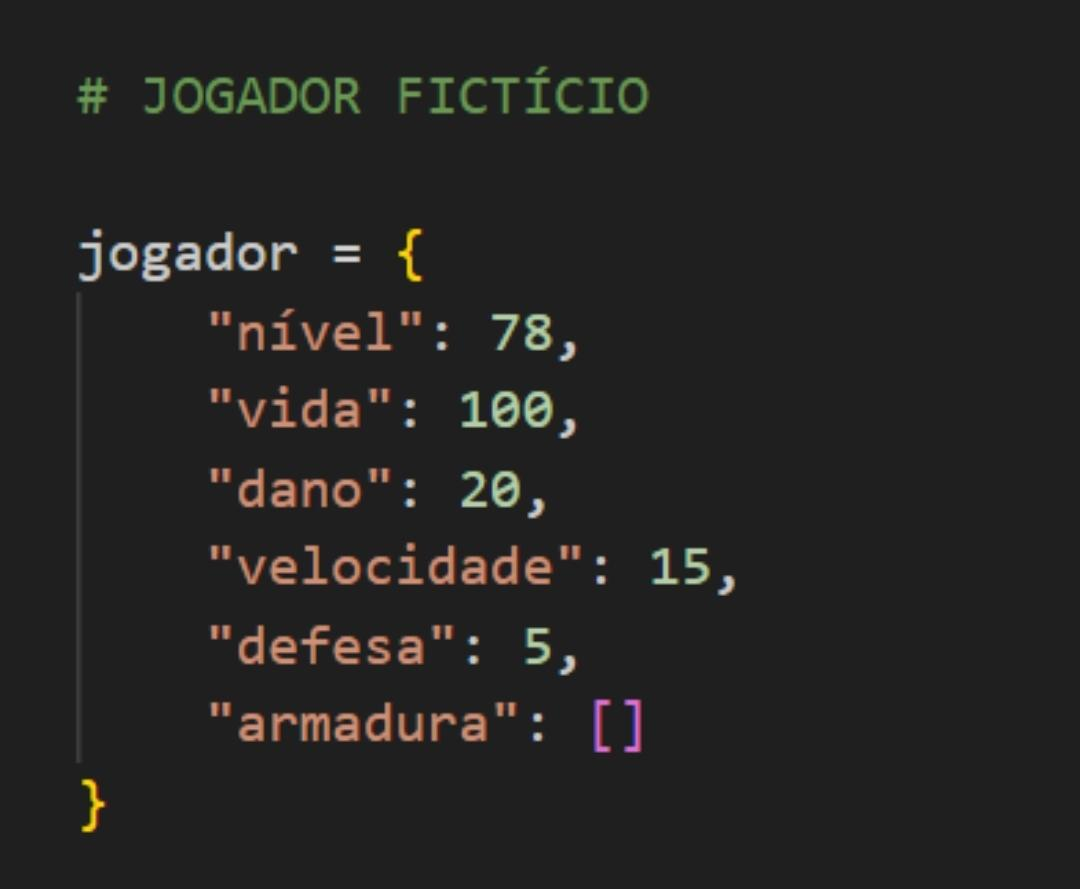 # JOGADOR FICTÍCIO
jogador = {
"nível": 78,
"vida": 100,
"dano": 20,
"velocidade": 15,
"defesa": 5,
"armadura": []
}